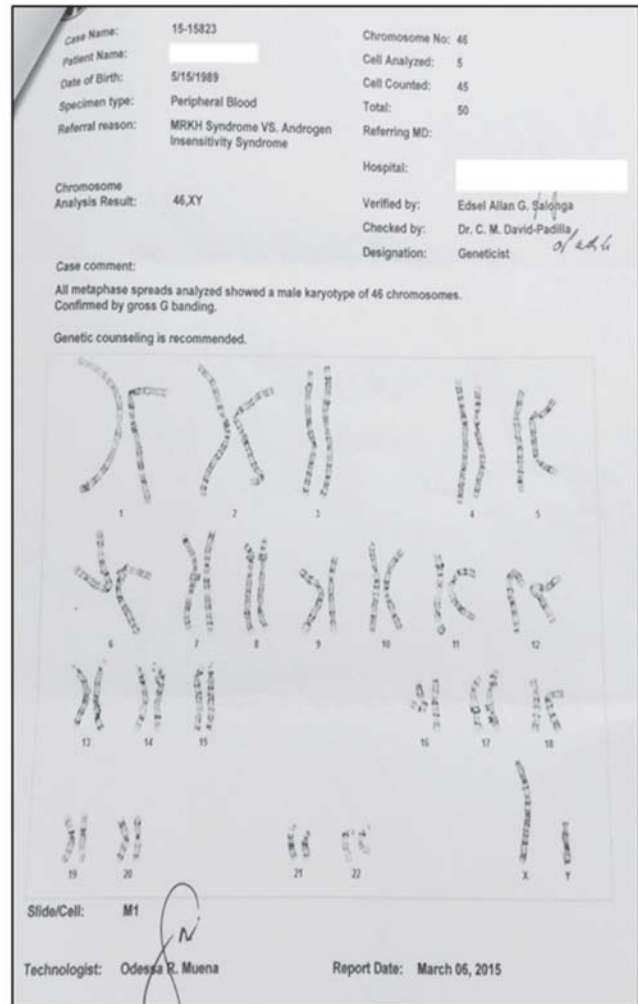 Case Name: 15-15823
Patient Name:
Date of Birth: 5/15/1989
Specimen type: Peripheral Blood
Referral reason: MRKH Syndrome VS. Androgen
Insensitivity Syndrome
Chromosome
Analysis Result: 46,XY
Chromosome No: 46
Cell Analyzed: 5
Cell Counted: 45
Total: 50
Referring MD:
Hospital:
Verified by: Edsel Allan G. Salonga
Checked by: Dr. C. M. David-Padilla
Designation: Geneticist
Case comment:
All metaphase spreads analyzed showed a male karyotype of 46 chromosomes.
Confirmed by gross G banding.
Genetic counseling is recommended.
1 2 3 4 5
6 7 8 9 10 11 12
13 14 15 16 17 18
19 20 21 22 X Y
Slide/Cell: M1
Technologist: Odessa R. Muena Report Date: March 06, 2015